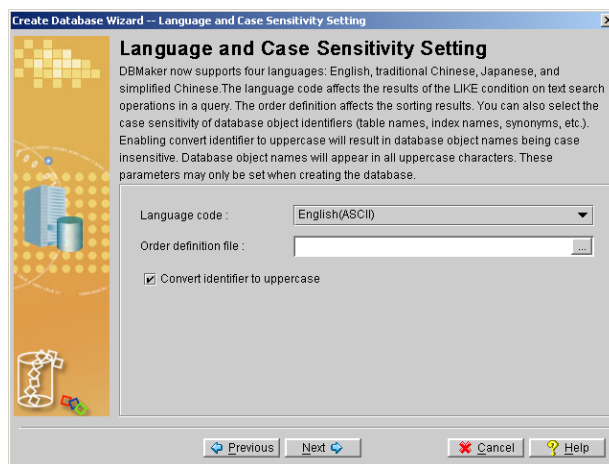 Create Database Wizard -- Language and Case Sensitivity Setting
Language and Case Sensitivity Setting
DBMaker now supports four languages: English, traditional Chinese, Japanese, and
simplified Chinese.The language code affects the results of the LIKE condition on text search
operations in a query. The order definition affects the sorting results. You can also select the
case sensitivity of database object identifiers (table names, index names, synonyms, etc.).
Enabling convert identifier to uppercase will result in database object names being case
insensitive. Database object names will appear in all uppercase characters. These
parameters may only be set when creating the database.
Language code :
English(ASCII)
Order definition file :
...
Convert identifier to uppercase
Previous
Next
Cancel
Help